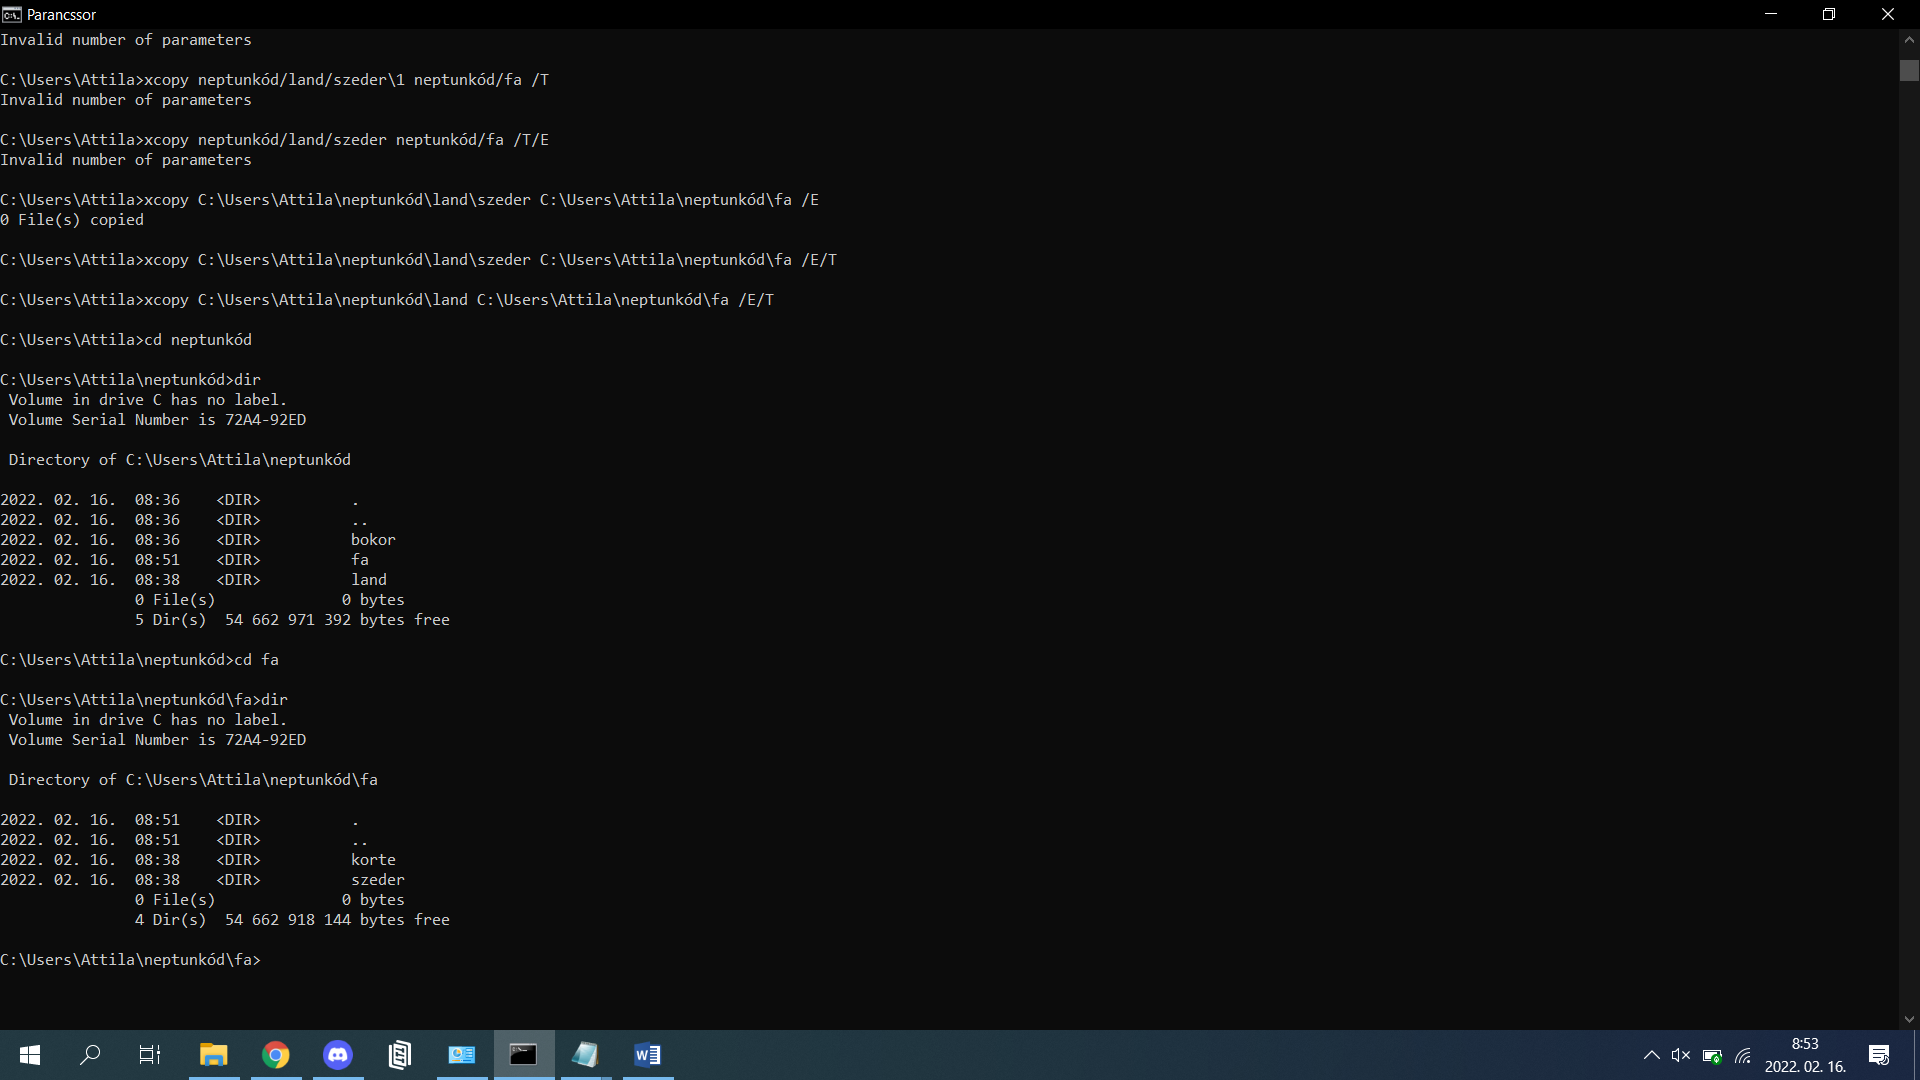 Parancssor
Invalid number of parameters
C:\Users\Attila>xcopy neptunkód/land/szeder\1 neptunkód/fa /T
Invalid number of parameters
C:\Users\Attila>xcopy neptunkód/land/szeder neptunkód/fa /T/E
Invalid number of parameters
C:\Users\Attila>xcopy C:\Users\Attila\neptunkód\land\szeder C:\Users\Attila\neptunkód\fa /E
0 File(s) copied
C:\Users\Attila>xcopy C:\Users\Attila\neptunkód\land\szeder C:\Users\Attila\neptunkód\fa /E/T
C:\Users\Attila>xcopy C:\Users\Attila\neptunkód\land C:\Users\Attila\neptunkód\fa /E/T
C:\Users\Attila>cd neptunkód
C:\Users\Attila\neptunkód>dir
Volume in drive C has no label.
Volume Serial Number is 72A4-92ED
Directory of C:\Users\Attila\neptunkód
2022. 02. 16.  08:36    <DIR>          .
2022. 02. 16.  08:36    <DIR>          ..
2022. 02. 16.  08:36    <DIR>          bokor
2022. 02. 16.  08:51    <DIR>          fa
2022. 02. 16.  08:38    <DIR>          land
0 File(s)              0 bytes
5 Dir(s)  54 662 971 392 bytes free
C:\Users\Attila\neptunkód>cd fa
C:\Users\Attila\neptunkód\fa>dir
Volume in drive C has no label.
Volume Serial Number is 72A4-92ED
Directory of C:\Users\Attila\neptunkód\fa
2022. 02. 16.  08:51    <DIR>          .
2022. 02. 16.  08:51    <DIR>          ..
2022. 02. 16.  08:38    <DIR>          korte
2022. 02. 16.  08:38    <DIR>          szeder
0 File(s)              0 bytes
4 Dir(s)  54 662 918 144 bytes free
C:\Users\Attila\neptunkód\fa>
8:53
2022. 02. 16.